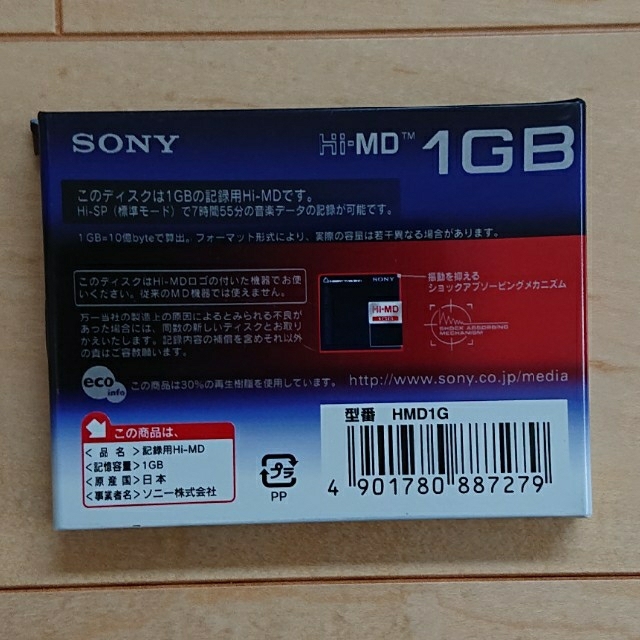 SONY
Hi-MD™ 1GB
このディスクは1GBの記録用Hi-MDです。
Hi-SP（標準モード）で7時間55分の音楽データの記録が可能です。
1GB=10億byteで算出。フォーマット形式により、実際の容量は若干異なる場合があります。
このディスクはHi-MDロゴの付いた機器でお使
いください。従来のMD機器では使えません。
万一当社の製造上の原因によるとみられる不良が
あった場合には、同数の新しいディスクとお取り
かえいたします。記録内容の補償を含めそれ以外
の責はご容赦願います。
SONY
Hi-MD
振動を抑える
ショックアブソービングメカニズム
SHOCK ABSORBING
MECHANISM
eco info
この商品は30%の再生樹脂を使用しています。
http://www.sony.co.jp/media
この商品は、
<品名>記録用Hi-MD
<記憶容量>1GB
<原産国>日本
<事業者名>ソニー株式会社
プラ
PP
型番 HMD1G
4 901780 887279